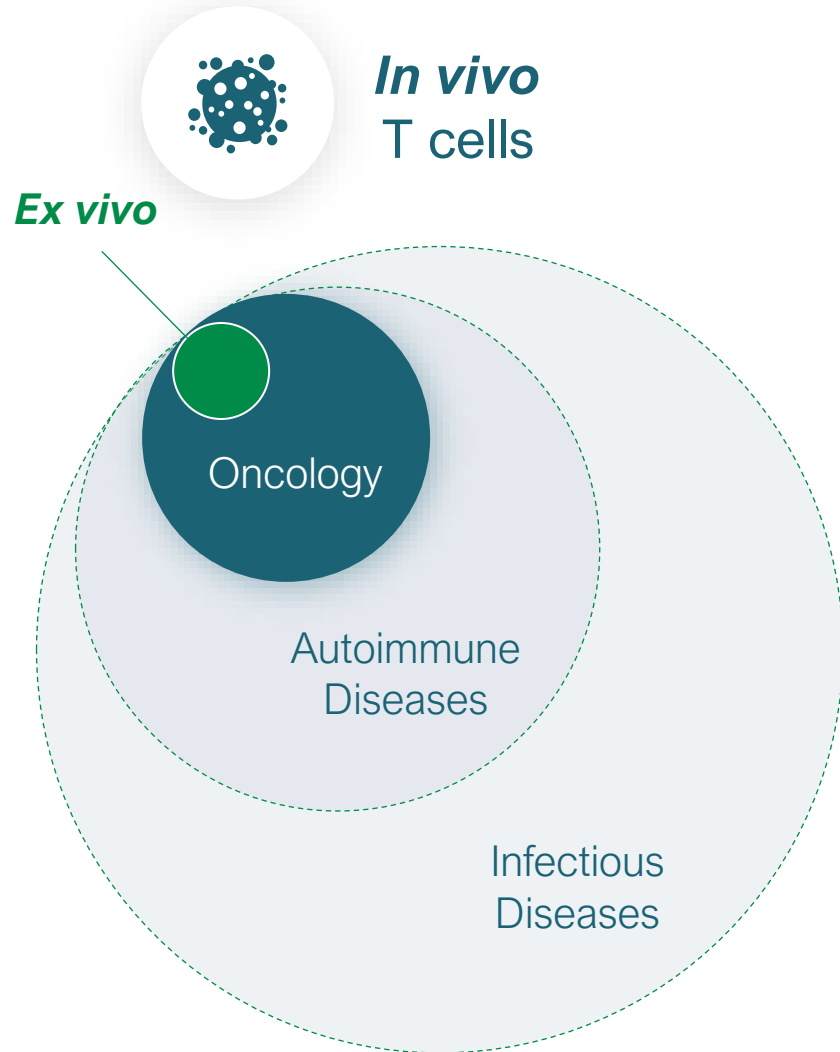 In vivo
T cells
Ex vivo
Oncology
Autoimmune
Diseases
Infectious
Diseases